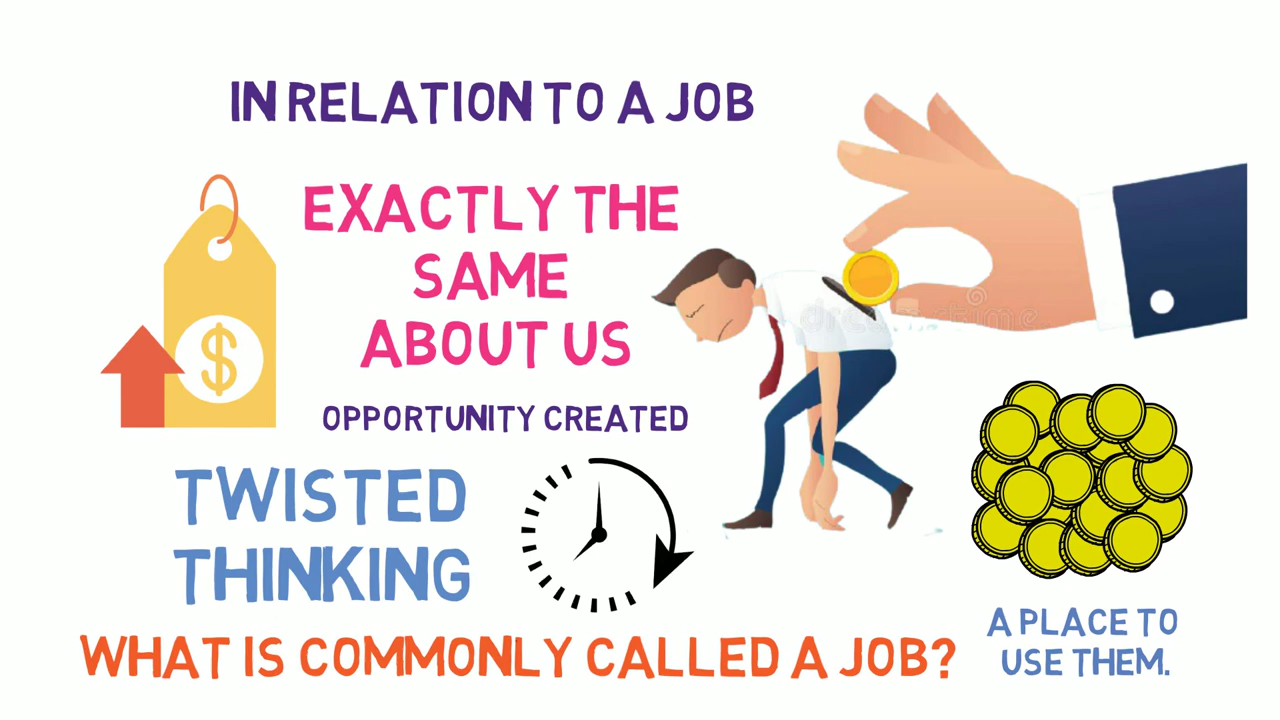 IN RELATION TO A JOB
EXACTLY THE
SAME
ABOUT US
$
OPPORTUNITY CREATED
TWISTED
THINKING
WHAT IS COMMONLY CALLED A JOB?
A PLACE TO
USE THEM.